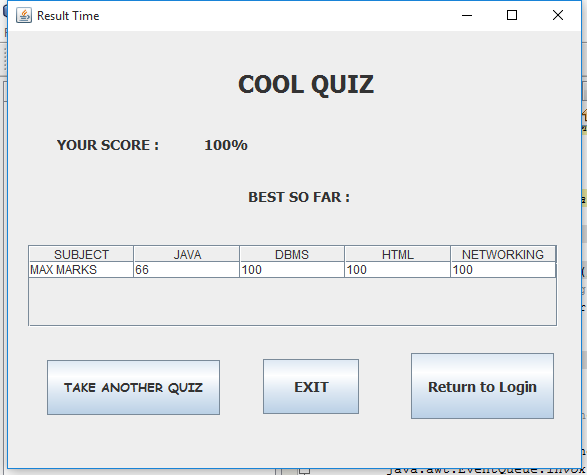 Result Time
COOL QUIZ
YOUR SCORE : 100%
BEST SO FAR :
SUBJECT JAVA DBMS HTML NETWORKING
MAX MARKS 66 100 100 100
TAKE ANOTHER QUIZ EXIT Return to Login
java.awt.EventQueue.invok